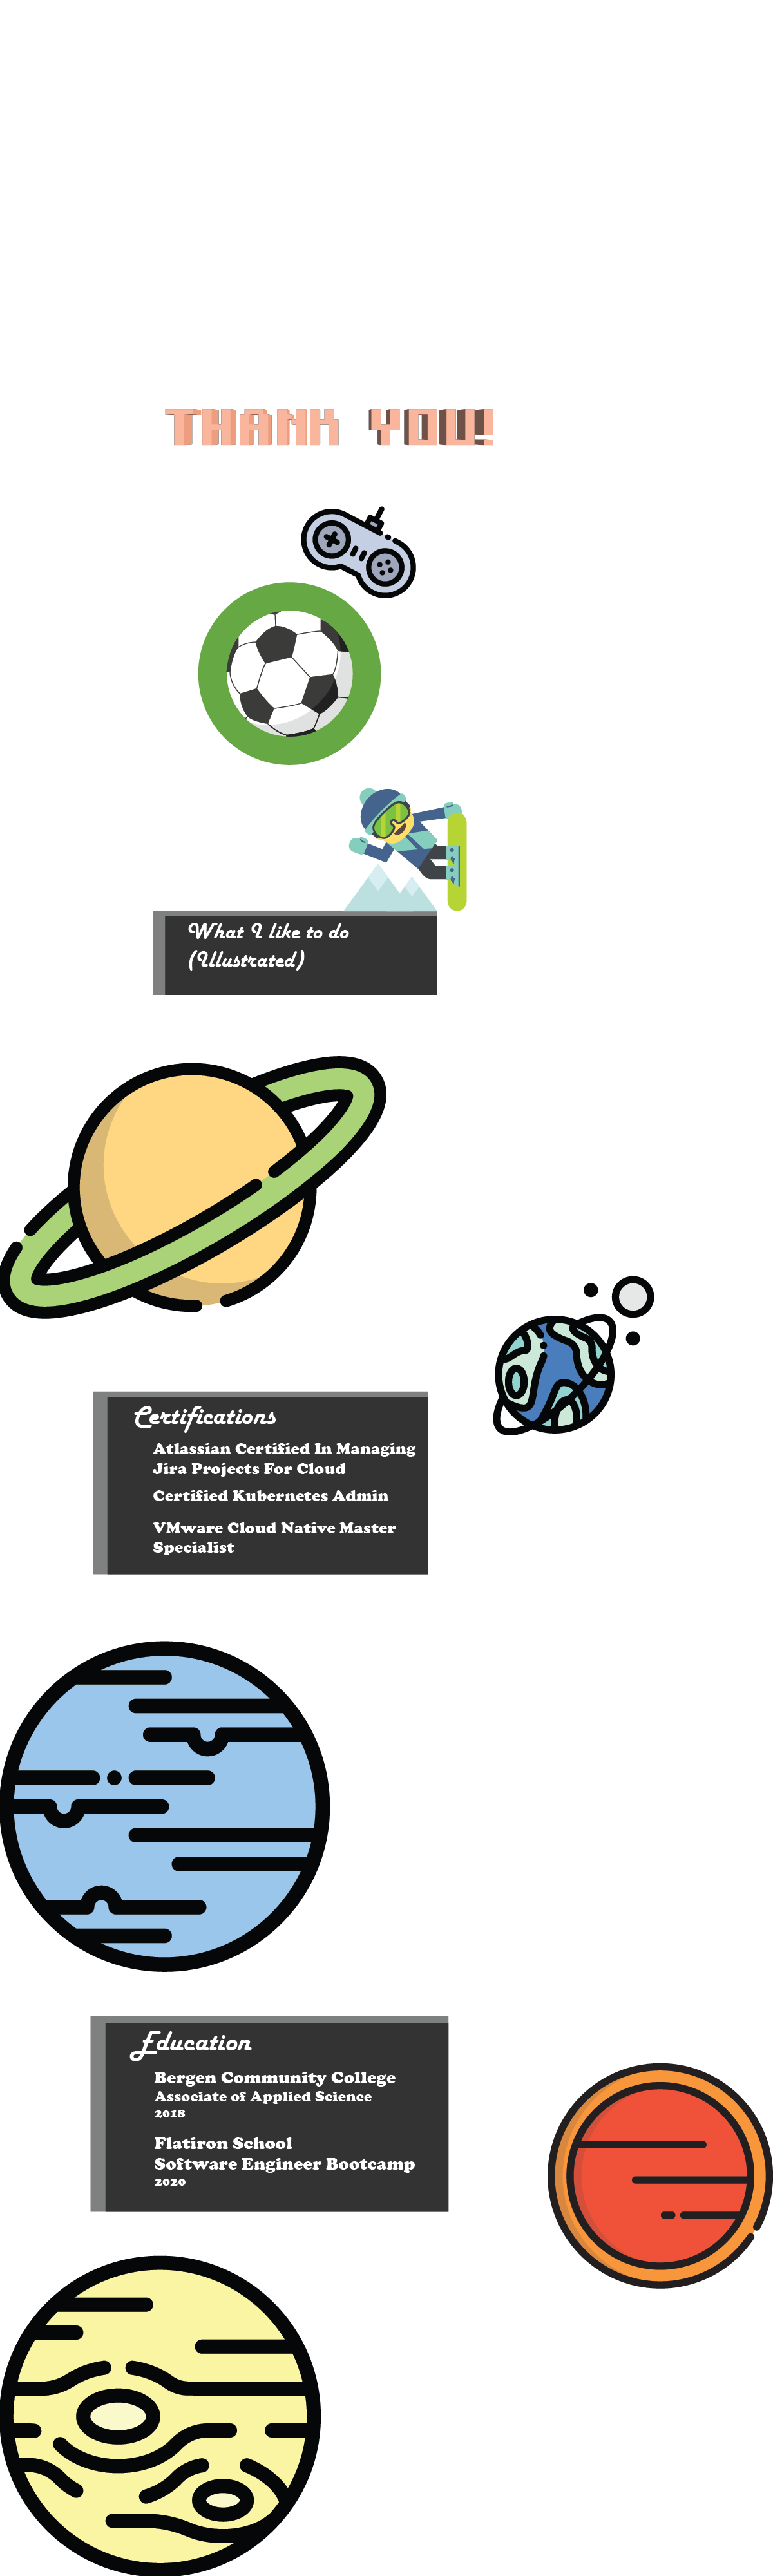 THANK YOU!
What I like to do
(Illustrated)
Certifications
Atlassian Certified In Managing
Jira Projects For Cloud
Certified Kubernetes Admin
VMware Cloud Native Master
Specialist
Education
Bergen Community College
Associate of Applied Science
2018
Flatiron School
Software Engineer Bootcamp
2020